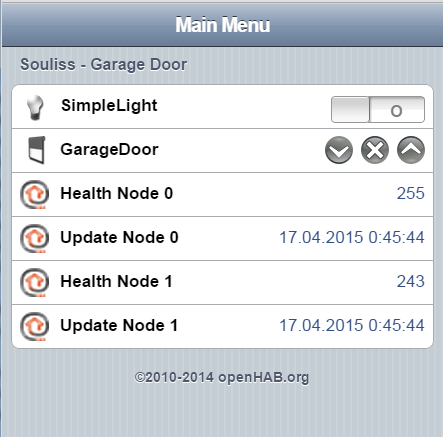 Main Menu
Souliss - Garage Door
SimpleLight O
GarageDoor
Health Node 0 255
Update Node 0 17.04.2015 0:45:44
Health Node 1 243
Update Node 1 17.04.2015 0:45:44
©2010-2014 openHAB.org